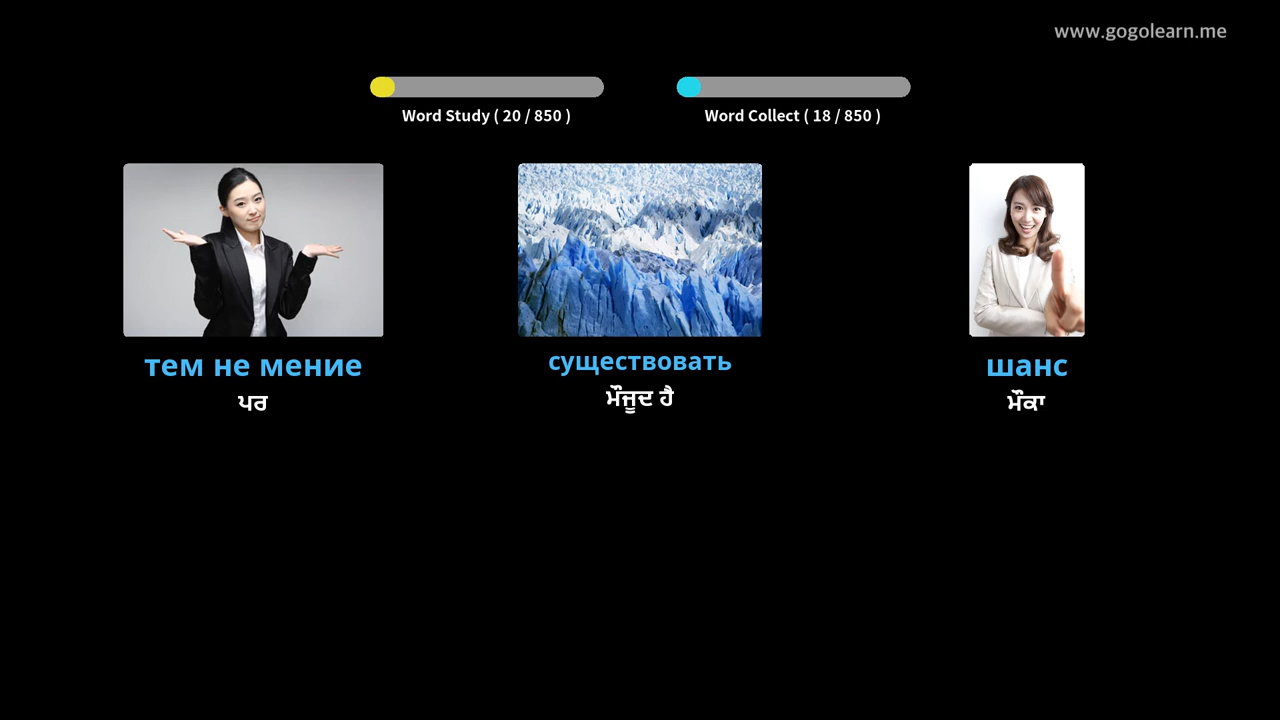 www.gogolearn.me
Word Study ( 20 / 850 )
Word Collect ( 18 / 850 )
тем не мение
ਪਰ
существовать
ਮੌਜੂਦ ਹੈ
шанс
ਮੌਕਾ